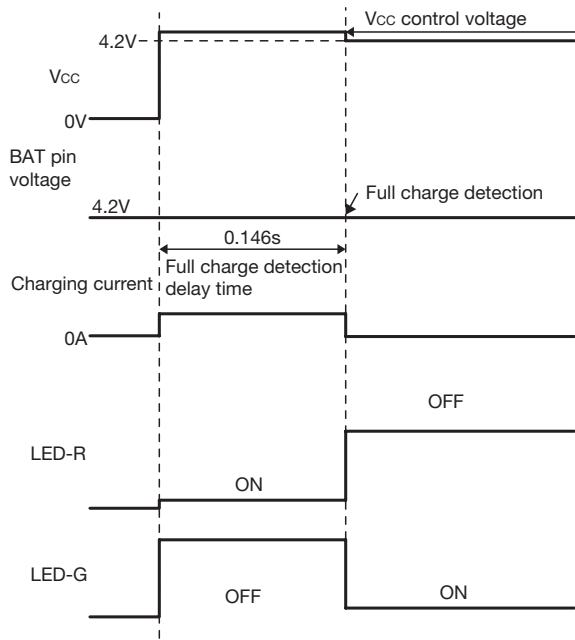 Vcc control voltage
4.2V
Vcc
0V
BAT pin
voltage
4.2V
Full charge detection
0.146s
Full charge detection
delay time
Charging current
0A
OFF
LED-R
ON
LED-G
OFF
ON